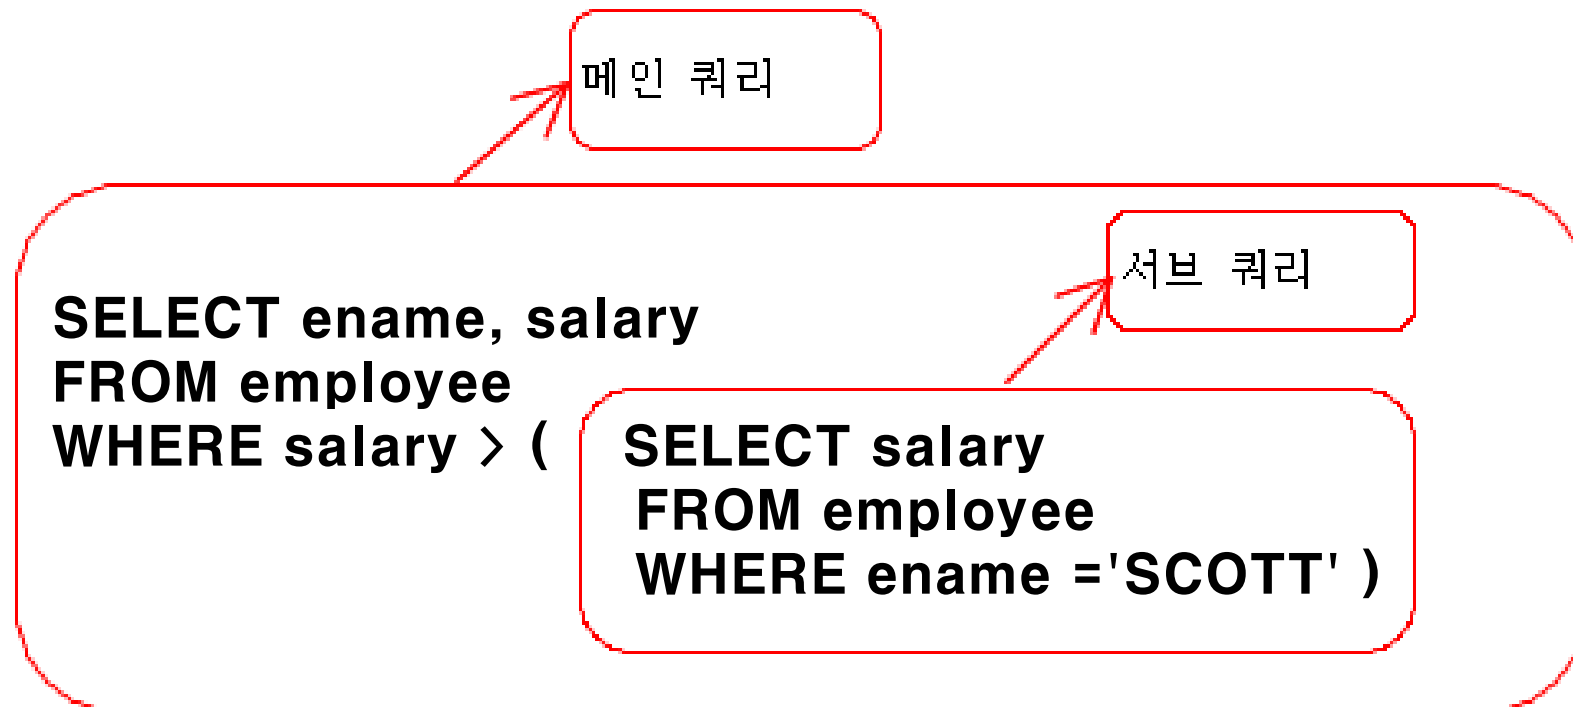 메인 쿼리
서브 쿼리
SELECT ename, salary
FROM employee
WHERE salary > (
SELECT salary
FROM employee
WHERE ename ='SCOTT' )